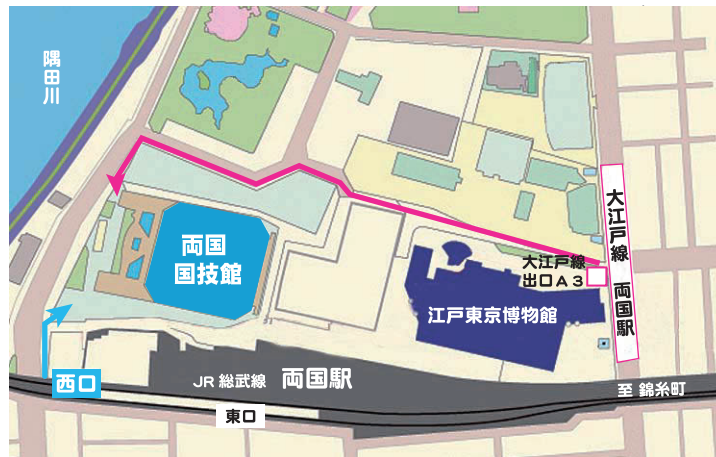 隅田川
両国
国技館
大江戸線
出口A3
大江戸線 両国駅
江戸東京博物館
西口
JR 総武線 両国駅
至 錦糸町
東口